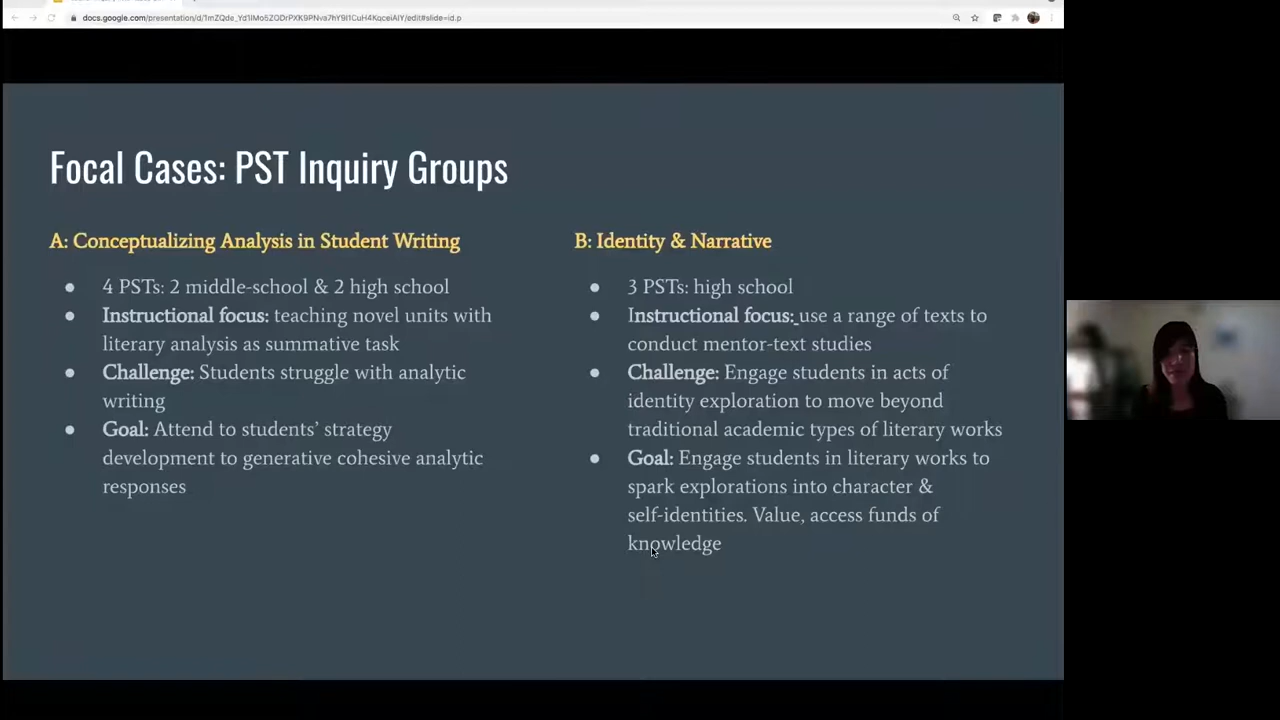 docs.google.com/presentation/d/1mZQde_Yd1lMo5ZODrPXK9PNva7hY9I1CuH4KqceiAIY/edit#slide=id.p
Focal Cases: PST Inquiry Groups
A: Conceptualizing Analysis in Student Writing
● 4 PSTs: 2 middle-school & 2 high school
● Instructional focus: teaching novel units with
literary analysis as summative task
● Challenge: Students struggle with analytic
writing
● Goal: Attend to students’ strategy
development to generative cohesive analytic
responses
B: Identity & Narrative
● 3 PSTs: high school
● Instructional focus: use a range of texts to
conduct mentor-text studies
● Challenge: Engage students in acts of
identity exploration to move beyond
traditional academic types of literary works
● Goal: Engage students in literary works to
spark explorations into character &
self-identities. Value, access funds of
knowledge